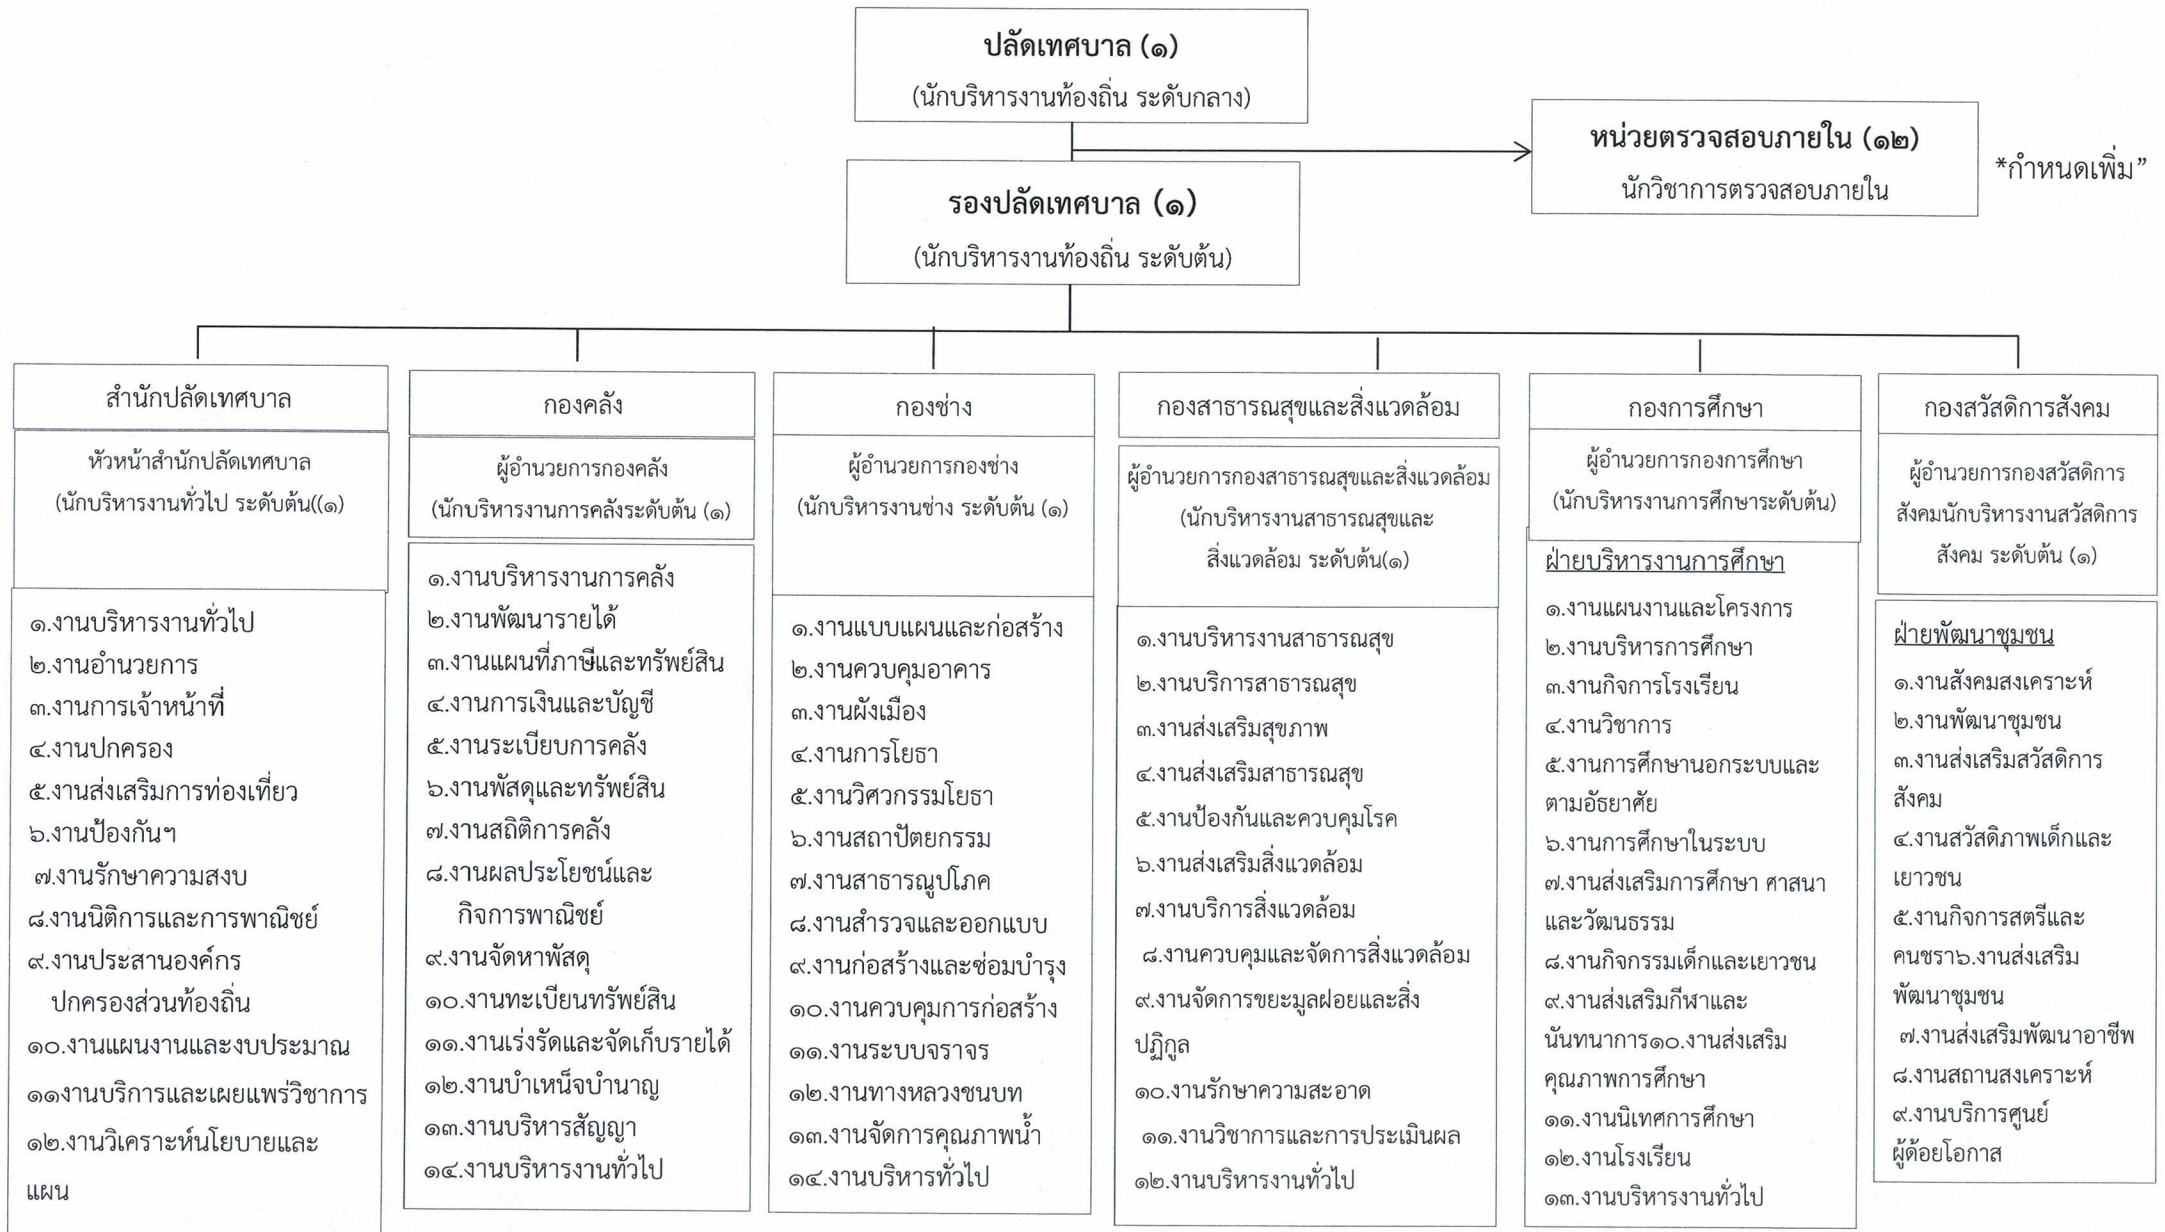 ปลัดเทศบาล (๑)
(นักบริหารงานท้องถิ่น ระดับกลาง)
หน่วยตรวจสอบภายใน (๑๒)
นักวิชาการตรวจสอบภายใน
*กำหนดเพิ่ม”
รองปลัดเทศบาล (๑)
(นักบริหารงานท้องถิ่น ระดับต้น)
สำนักปลัดเทศบาล
หัวหน้าสำนักปลัดเทศบาล
(นักบริหารงานทั่วไป ระดับต้น((๑)
๑.งานบริหารงานทั่วไป
๒.งานอำนวยการ
๓.งานการเจ้าหน้าที่
๔.งานปกครอง
๕.งานส่งเสริมการท่องเที่ยว
๖.งานป้องกันฯ
๗.งานรักษาความสงบ
๘.งานนิติการและการพาณิชย์
๙.งานประสานองค์กร
ปกครองส่วนท้องถิ่น
๑๐.งานแผนงานและงบประมาณ
๑๑งานบริการและเผยแพร่วิชาการ
๑๒.งานวิเคราะห์นโยบายและ
แผน
กองคลัง
ผู้อำนวยการกองคลัง
(นักบริหารงานการคลังระดับต้น (๑)
๑.งานบริหารงานการคลัง
๒.งานพัฒนารายได้
๓.งานแผนที่ภาษีและทรัพย์สิน
๔.งานการเงินและบัญชี
๕.งานระเบียบการคลัง
๖.งานพัสดุและทรัพย์สิน
๗.งานสถิติการคลัง
๘.งานผลประโยชน์และ
กิจการพาณิชย์
๙.งานจัดหาพัสดุ
๑๐.งานทะเบียนทรัพย์สิน
๑๑.งานเร่งรัดและจัดเก็บรายได้
๑๒.งานบำเหน็จบำนาญ
๑๓.งานบริหารสัญญา
๑๔.งานบริหารงานทั่วไป
กองช่าง
ผู้อำนวยการกองช่าง
(นักบริหารงานช่าง ระดับต้น (๑)
๑.งานแบบแผนและก่อสร้าง
๒.งานควบคุมอาคาร
๓.งานผังเมือง
๔.งานการโยธา
๕.งานวิศวกรรมโยธา
๖.งานสถาปัตยกรรม
๗.งานสาธารณูปโภค
๘.งานสำรวจและออกแบบ
๙.งานก่อสร้างและซ่อมบำรุง
๑๐.งานควบคุมการก่อสร้าง
๑๑.งานระบบจราจร
๑๒.งานทางหลวงชนบท
๑๓.งานจัดการคุณภาพน้ำ
๑๔.งานบริหารทั่วไป
กองสาธารณสุขและสิ่งแวดล้อม
ผู้อำนวยการกองสาธารณสุขและสิ่งแวดล้อม
(นักบริหารงานสาธารณสุขและ
สิ่งแวดล้อม ระดับต้น(๑)
๑.งานบริหารงานสาธารณสุข
๒.งานบริการสาธารณสุข
๓.งานส่งเสริมสุขภาพ
๔.งานส่งเสริมสาธารณสุข
๕.งานป้องกันและควบคุมโรค
๖.งานส่งเสริมสิ่งแวดล้อม
๗.งานบริการสิ่งแวดล้อม
๘.งานควบคุมและจัดการสิ่งแวดล้อม
๙.งานจัดการขยะมูลฝอยและสิ่ง
ปฏิกูล
๑๐.งานรักษาความสะอาด
๑๑.งานวิชาการและการประเมินผล
๑๒.งานบริหารงานทั่วไป
กองการศึกษา
ผู้อำนวยการกองการศึกษา
(นักบริหารงานการศึกษาระดับต้น)
ฝ่ายบริหารงานการศึกษา
๑.งานแผนงานและโครงการ
๒.งานบริหารการศึกษา
๓.งานกิจการโรงเรียน
๔.งานวิชาการ
๕.งานการศึกษานอกระบบและ
ตามอัธยาศัย
๖.งานการศึกษาในระบบ
๗.งานส่งเสริมการศึกษา ศาสนา
และวัฒนธรรม
๘.งานกิจกรรมเด็กและเยาวชน
๙.งานส่งเสริมกีฬาและ
นันทนาการ๑๐.งานส่งเสริม
คุณภาพการศึกษา
๑๑.งานนิเทศการศึกษา
๑๒.งานโรงเรียน
๑๓.งานบริหารงานทั่วไป
กองสวัสดิการสังคม
ผู้อำนวยการกองสวัสดิการ
สังคมนักบริหารงานสวัสดิการ
สังคม ระดับต้น (๑)
ฝ่ายพัฒนาชุมชน
๑.งานสังคมสงเคราะห์
๒.งานพัฒนาชุมชน
๓.งานส่งเสริมสวัสดิการ
สังคม
๔.งานสวัสดิภาพเด็กและ
เยาวชน
๕.งานกิจการสตรีและ
คนชรา๖.งานส่งเสริม
พัฒนาชุมชน
๗.งานส่งเสริมพัฒนาอาชีพ
๘.งานสถานสงเคราะห์
๙.งานบริการศูนย์
ผู้ด้อยโอกาส